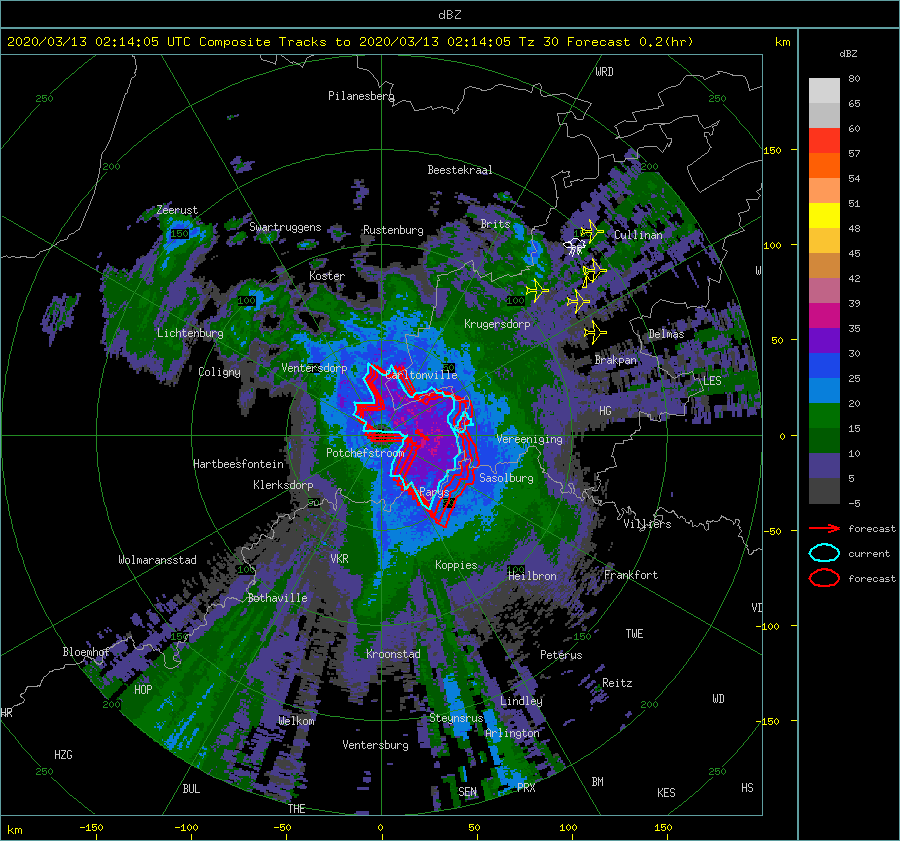 dBZ
2020/03/13 02:14:05 UTC Composite Tracks to 2020/03/13 02:14:05 Tz 30 Forecast 0.2(hr)
km
dBZ
80
65
60
57
54
51
48
45
42
39
35
30
25
20
15
10
5
-5
forecast
current
forecast
WRD
250
Pilanesberg
250
150
200
Beestekraal
200
Zeerust
150
Swartruggens
Rustenburg
Brits
Cullinan
100
W
Koster
100
100
Krugersdorp
Lichtenburg
Delmas
50
Coligny
Ventersdorp
Carltonville
Brakpan
LES
HG
Vereeniging
0
Potchefstroom
Hartbeesfontein
Klerksdorp
Sasolburg
Parys
50
50
Villiers
-50
Wolmaransstad
VKR
Koppies
100
100
Heilbron
Frankfort
Bothaville
VD
-100
150
150
TWE
Bloemhof
Kroonstad
Petrus
HOP
Reitz
200
Lindley
200
WD
HR
Welkom
Steynsrus
-150
Arlington
HZG
Ventersburg
250
250
BUL
SEN
PRX
BM
KES
HS
THE
km
-150
-100
-50
0
50
100
150